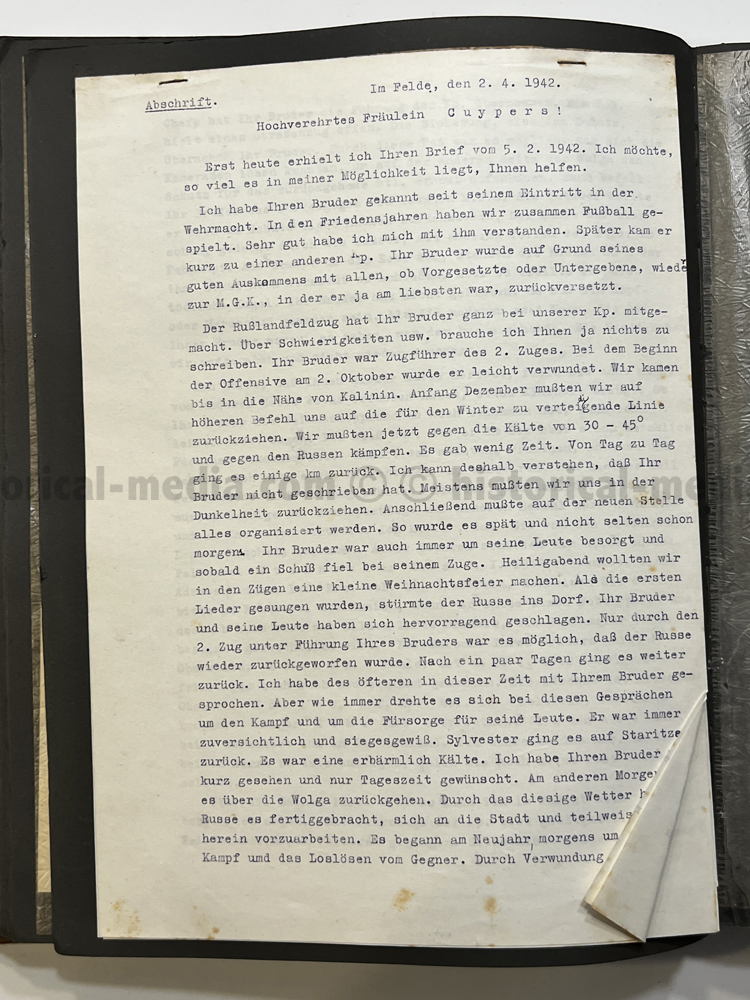 Im Felde, den 2. 4. 1942.
Abschrift.
Hochverehrtes Fräulein C u y p e r s !
Erst heute erhielt ich Ihren Brief vom 5. 2. 1942. Ich möchte,
so viel es in meiner Möglichkeit liegt, Ihnen helfen.
Ich habe Ihren Bruder gekannt seit seinem Eintritt in der
Wehrmacht. In den Friedensjahren haben wir zusammen Fußball ge-
spielt. Sehr gut habe ich mich mit ihm verstanden. Später kam er
kurz zu einer anderen Kp. Ihr Bruder wurde auf Grund seines
guten Auskommens mit allen, ob Vorgesetzte oder Untergebene, wieder
zur M.G.K., in der er ja am liebsten war, zurückversetzt.
Der Rußlandfeldzug hat Ihr Bruder ganz bei unserer Kp. mitge-
macht. Über Schwierigkeiten usw. brauche ich Ihnen ja nichts zu
schreiben. Ihr Bruder war Zugführer des 2. Zuges. Bei dem Beginn
der Offensive am 2. Oktober wurde er leicht verwundet. Wir kamen
bis in die Nähe von Kalinin. Anfang Dezember mußten wir auf
höheren Befehl uns auf die für den Winter zu verteidigende Linie
zurückziehen. Wir mußten jetzt gegen die Kälte von 30 - 45°
und gegen den Russen kämpfen. Es gab wenig Zeit. Von Tag zu Tag
ging es einige km zurück. Ich kann deshalb verstehen, daß Ihr
Bruder nicht geschrieben hat. Meistens mußten wir uns in der
Dunkelheit zurückziehen. Anschließend mußte auf der neuen Stelle
alles organisiert werden. So wurde es spät und nicht selten schon
morgen. Ihr Bruder war auch immer um seine Leute besorgt und
sobald ein Schuß fiel bei seinem Zuge. Heiligabend wollten wir
in den Zügen eine kleine Weihnachtsfeier machen. Als die ersten
Lieder gesungen wurden, stürmte der Russe ins Dorf. Ihr Bruder
und seine Leute haben sich hervorragend geschlagen. Nur durch den
2. Zug unter Führung Ihres Bruders war es möglich, daß der Russe
wieder zurückgeworfen wurde. Nach ein paar Tagen ging es weiter
zurück. Ich habe des öfteren in dieser Zeit mit Ihrem Bruder ge-
sprochen. Aber wie immer drehte es sich bei diesen Gesprächen
um den Kampf und um die Fürsorge für seine Leute. Er war immer
zuversichtlich und siegesgewiß. Sylvester ging es auf Staritze
zurück. Es war eine erbärmlich Kälte. Ich habe Ihren Bruder
kurz gesehen und nur Tageszeit gewünscht. Am anderen Morgen
es über die Wolga zurückgehen. Durch das diesige Wetter
Russe es fertiggebracht, sich an die Stadt und teilweis
herein vorzuarbeiten. Es begann am Neujahr, morgens um
Kampf umd das Loslösen vom Gegner. Durch Verwundung
orical-media.com © © historical-me